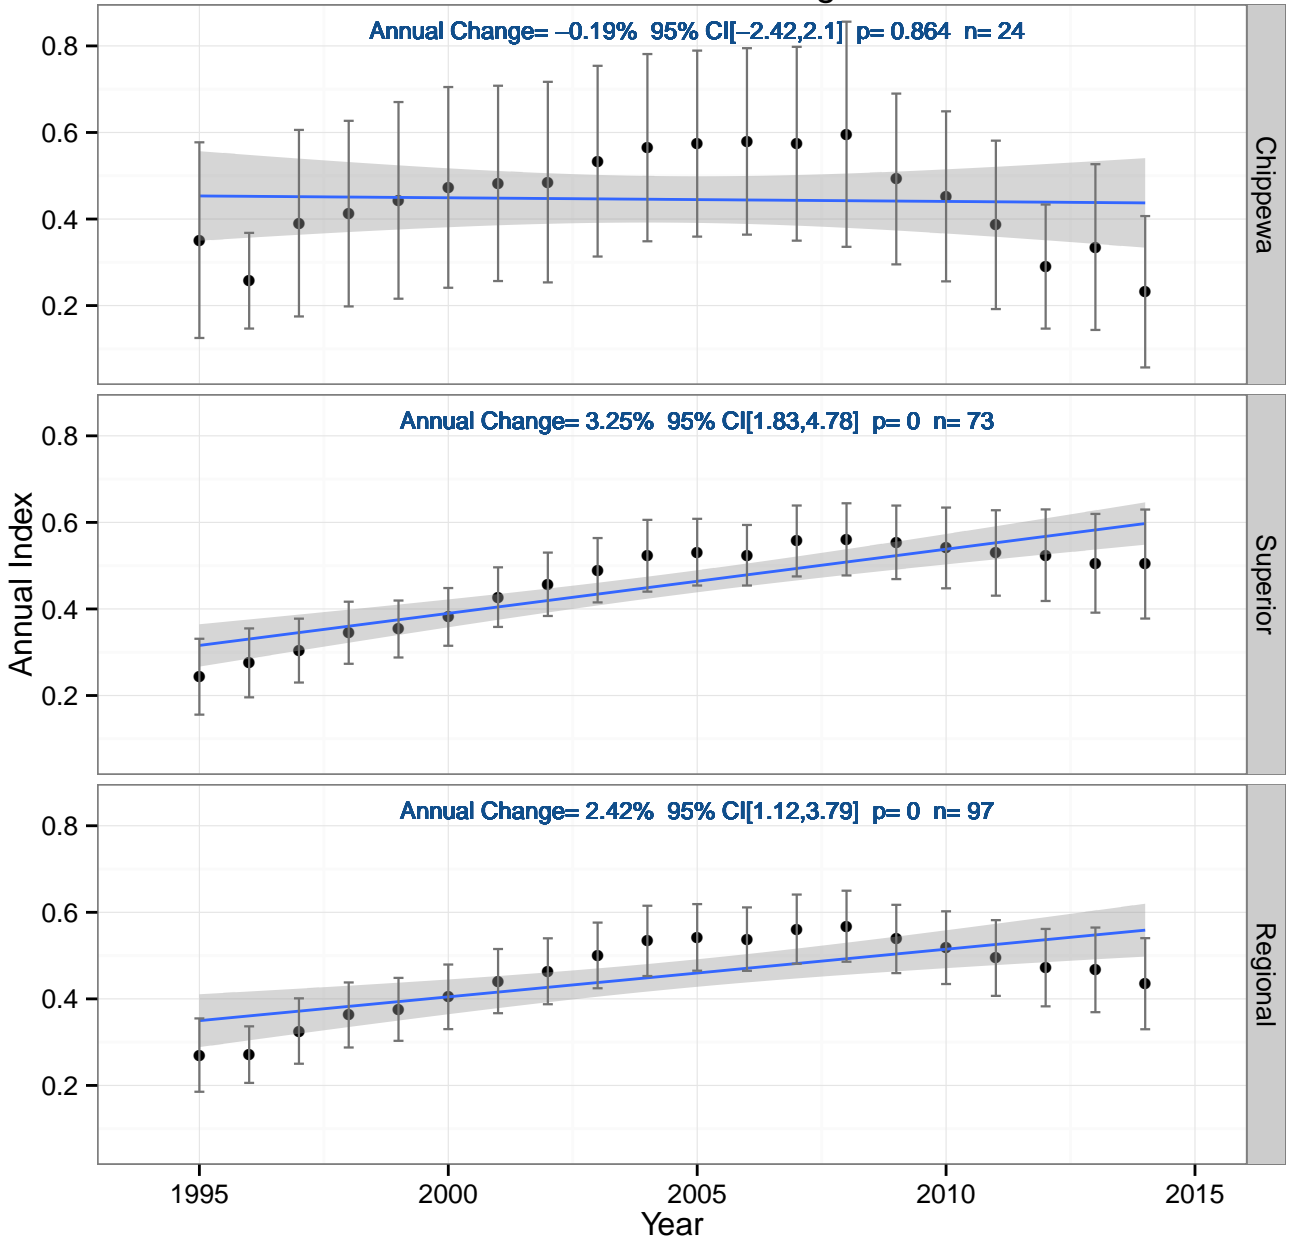 Annual Change= −0.19%  95% CI[−2.42,2.1]  p= 0.864  n= 24
0.8
0.6
0.4
0.2
Chippewa
Annual Change= 3.25%  95% CI[1.83,4.78]  p= 0  n= 73
0.8
0.6
0.4
0.2
Superior
Annual Index
Annual Change= 2.42%  95% CI[1.12,3.79]  p= 0  n= 97
0.8
0.6
0.4
0.2
Regional
1995 2000 2005 2010 2015
Year